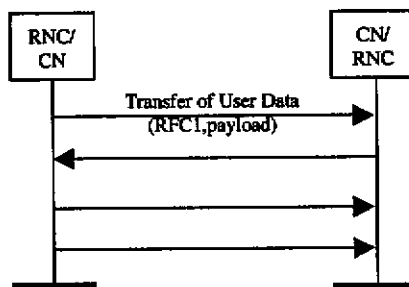 RNC/
CN
CN/
RNC
Transfer of User Data
(RFC1,payload)